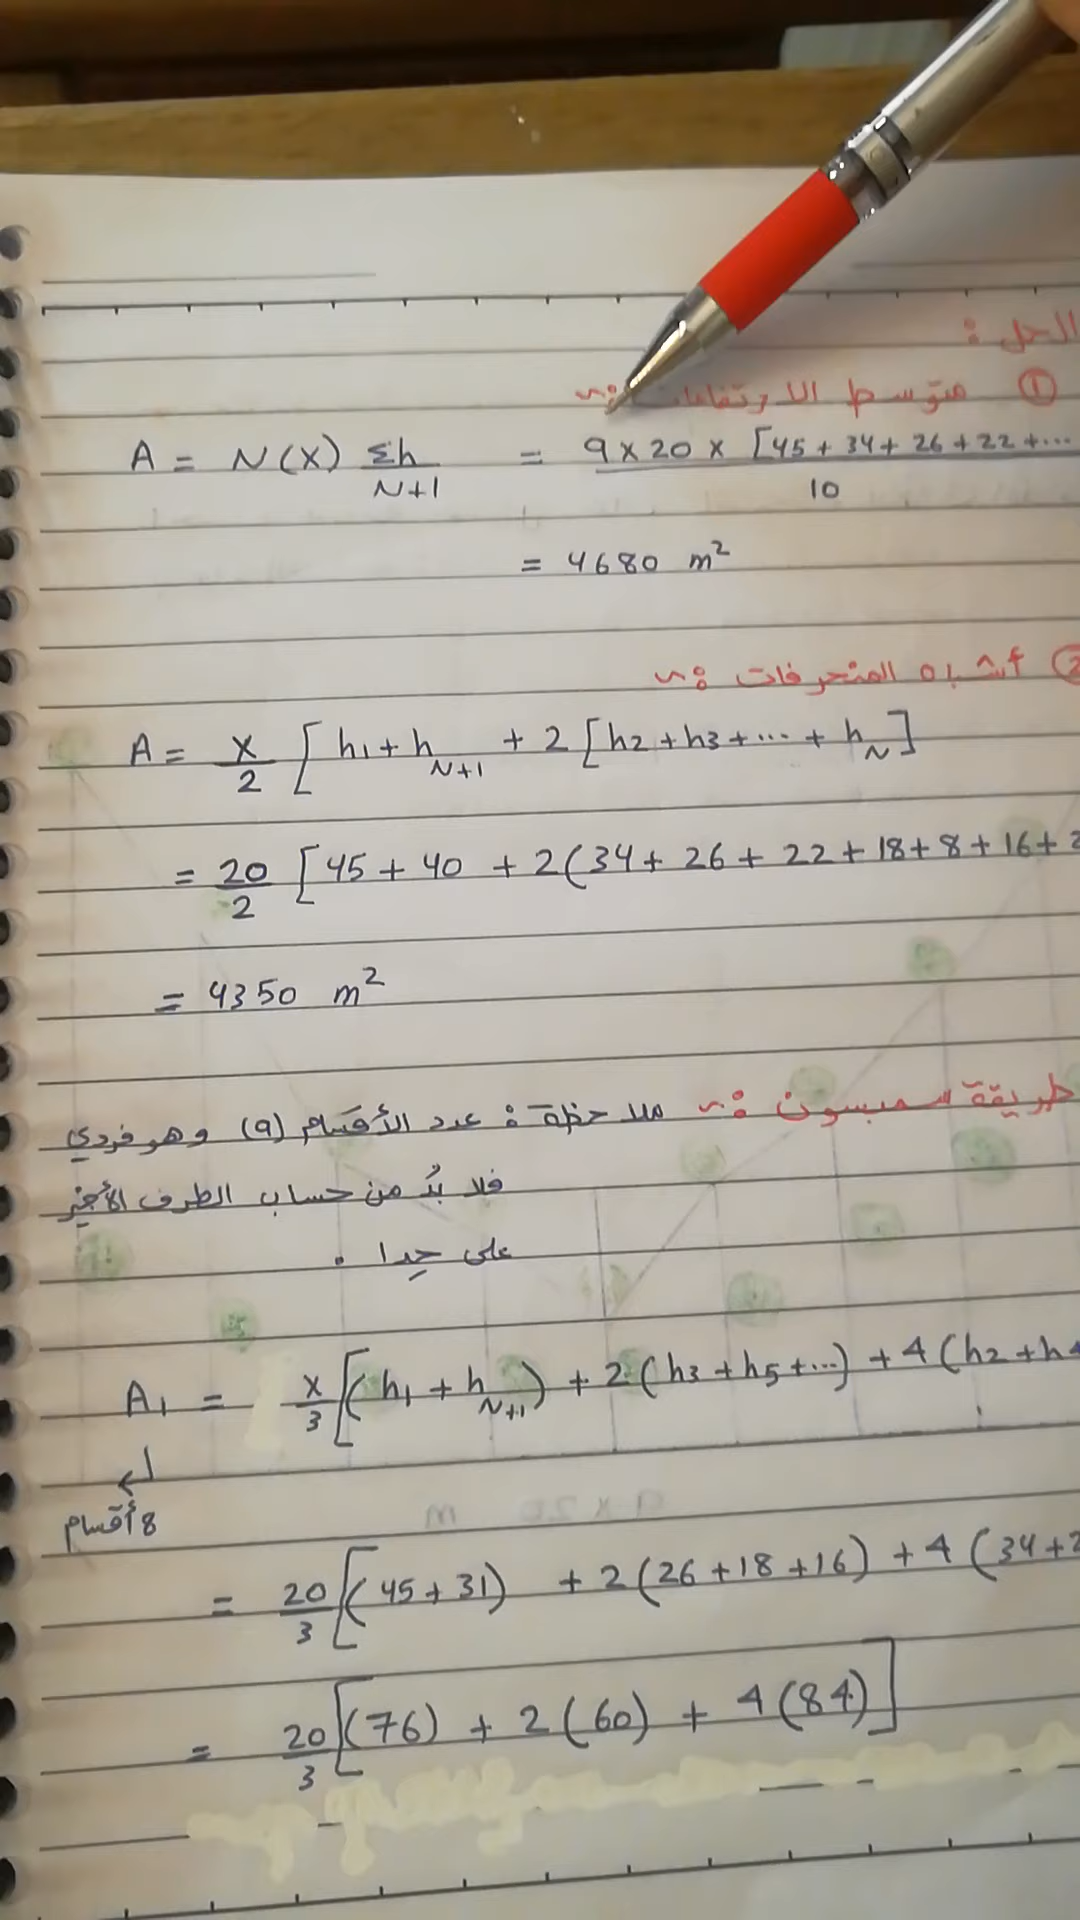 الحل :
① متوسط الارتفاعات :~
A = N(X) Σh / N+1 = 9 x 20 x [45 + 34 + 26 + 22 + ... / 10
= 4680 m²
② أشباه المنحرفات :~
A = X/2 [h₁ + h_N+1 + 2 [h2 + h3 + ... + h_N]
= 20/2 [45 + 40 + 2(34 + 26 + 22 + 18 + 8 + 16 +
= 4350 m²
طريقة سمبسون :~ ملاحظة : عدد الأقسام (9) وهو فردي
فلا بُدّ من حساب الطرف الأخير
على حِدا .
A₁ = X/3 [(h₁ + h_N+1) + 2(h3 + h5 + ...) + 4(h2 + h4
8 أقسام
= 20/3 [(45 + 31) + 2(26 + 18 + 16) + 4(34 +
= 20/3 [(76) + 2(60) + 4(84)]